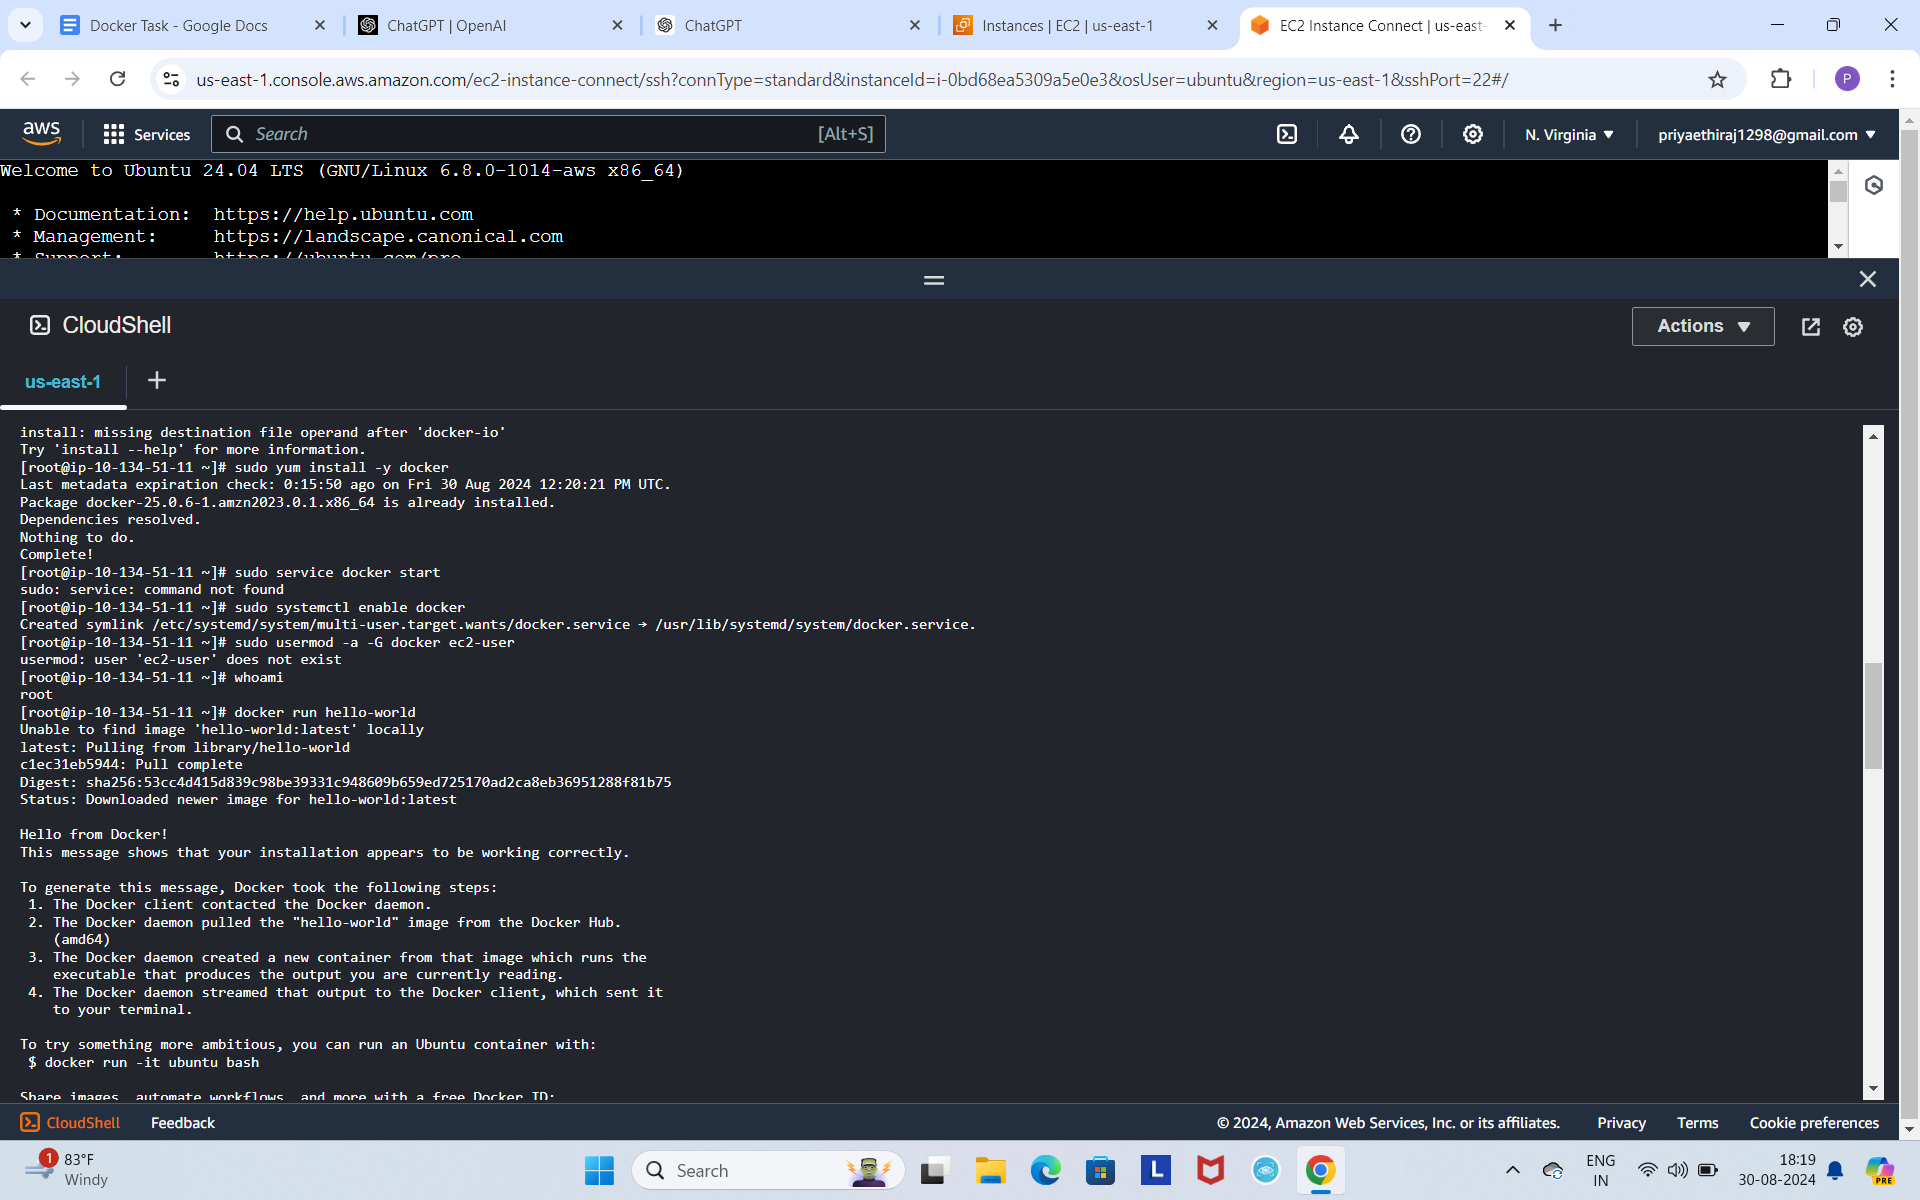 Docker Task - Google Docs
ChatGPT | OpenAI
ChatGPT
Instances | EC2 | us-east-1
EC2 Instance Connect | us-east-
us-east-1.console.aws.amazon.com/ec2-instance-connect/ssh?connType=standard&instanceId=i-0bd68ea5309a5e0e3&osUser=ubuntu&region=us-east-1&sshPort=22#/
P
aws
Services
Search
[Alt+S]
N. Virginia
priyaethiraj1298@gmail.com
Welcome to Ubuntu 24.04 LTS (GNU/Linux 6.8.0-1014-aws x86_64)
* Documentation:  https://help.ubuntu.com
* Management:     https://landscape.canonical.com
* Support:        https://ubuntu.com/pro
CloudShell
Actions
us-east-1
install: missing destination file operand after 'docker-io'
Try 'install --help' for more information.
[root@ip-10-134-51-11 ~]# sudo yum install -y docker
Last metadata expiration check: 0:15:50 ago on Fri 30 Aug 2024 12:20:21 PM UTC.
Package docker-25.0.6-1.amzn2023.0.1.x86_64 is already installed.
Dependencies resolved.
Nothing to do.
Complete!
[root@ip-10-134-51-11 ~]# sudo service docker start
sudo: service: command not found
[root@ip-10-134-51-11 ~]# sudo systemctl enable docker
Created symlink /etc/systemd/system/multi-user.target.wants/docker.service → /usr/lib/systemd/system/docker.service.
[root@ip-10-134-51-11 ~]# sudo usermod -a -G docker ec2-user
usermod: user 'ec2-user' does not exist
[root@ip-10-134-51-11 ~]# whoami
root
[root@ip-10-134-51-11 ~]# docker run hello-world
Unable to find image 'hello-world:latest' locally
latest: Pulling from library/hello-world
c1ec31eb5944: Pull complete
Digest: sha256:53cc4d415d839c98be39331c948609b659ed725170ad2ca8eb36951288f81b75
Status: Downloaded newer image for hello-world:latest
Hello from Docker!
This message shows that your installation appears to be working correctly.
To generate this message, Docker took the following steps:
1. The Docker client contacted the Docker daemon.
2. The Docker daemon pulled the "hello-world" image from the Docker Hub.
(amd64)
3. The Docker daemon created a new container from that image which runs the
executable that produces the output you are currently reading.
4. The Docker daemon streamed that output to the Docker client, which sent it
to your terminal.
To try something more ambitious, you can run an Ubuntu container with:
$ docker run -it ubuntu bash
Share images, automate workflows, and more with a free Docker ID:
CloudShell
Feedback
© 2024, Amazon Web Services, Inc. or its affiliates.
Privacy
Terms
Cookie preferences
1
83°F
Windy
Search
L
ENG
IN
18:19
30-08-2024
PRE